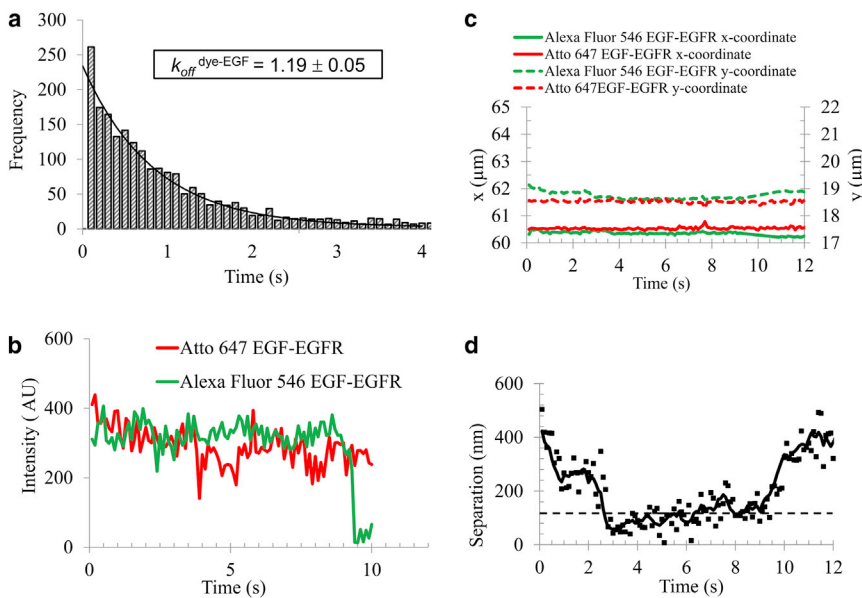 a
300
250
200
150
100
50
0
Frequency
k_off^dye-EGF = 1.19 ± 0.05
0 1 2 3 4
Time (s)
b
600
400
200
0
Intensity ( AU)
Atto 647 EGF-EGFR
Alexa Fluor 546 EGF-EGFR
0 5 10
Time (s)
c
Alexa Fluor 546 EGF-EGFR x-coordinate
Atto 647 EGF-EGFR x-coordinate
Alexa Fluor 546 EGF-EGFR y-coordinate
Atto 647EGF-EGFR y-coordinate
65
64
63
62
61
60
x (µm)
22
21
20
19
18
17
y (µm)
0 2 4 6 8 10 12
Time (s)
d
600
400
200
0
Separation (nm)
0 2 4 6 8 10 12
Time (s)